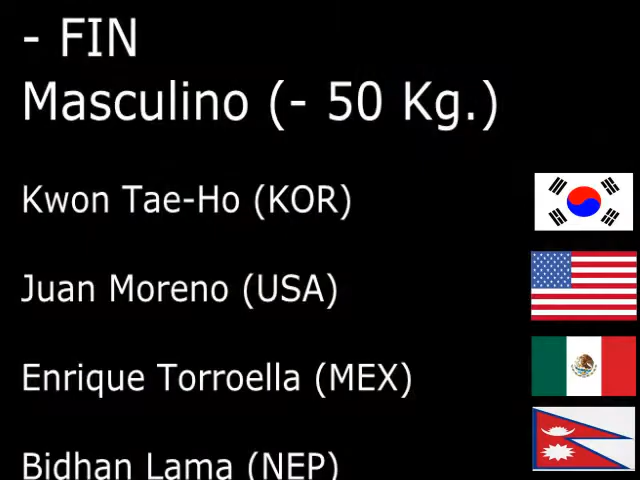 - FIN
Masculino (- 50 Kg.)
Kwon Tae-Ho (KOR)
Juan Moreno (USA)
Enrique Torroella (MEX)
Bidhan Lama (NEP)